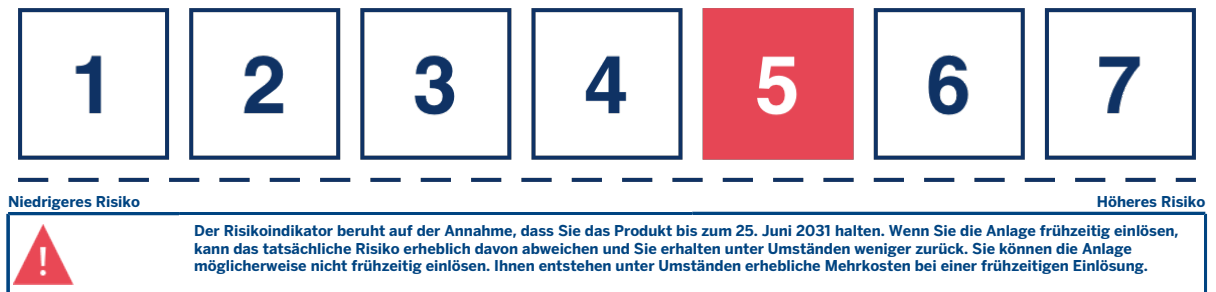 1 2 3 4 5 6 7
Niedrigeres Risiko Höheres Risiko
Der Risikoindikator beruht auf der Annahme, dass Sie das Produkt bis zum 25. Juni 2031 halten. Wenn Sie die Anlage frühzeitig einlösen,
kann das tatsächliche Risiko erheblich davon abweichen und Sie erhalten unter Umständen weniger zurück. Sie können die Anlage
möglicherweise nicht frühzeitig einlösen. Ihnen entstehen unter Umständen erhebliche Mehrkosten bei einer frühzeitigen Einlösung.